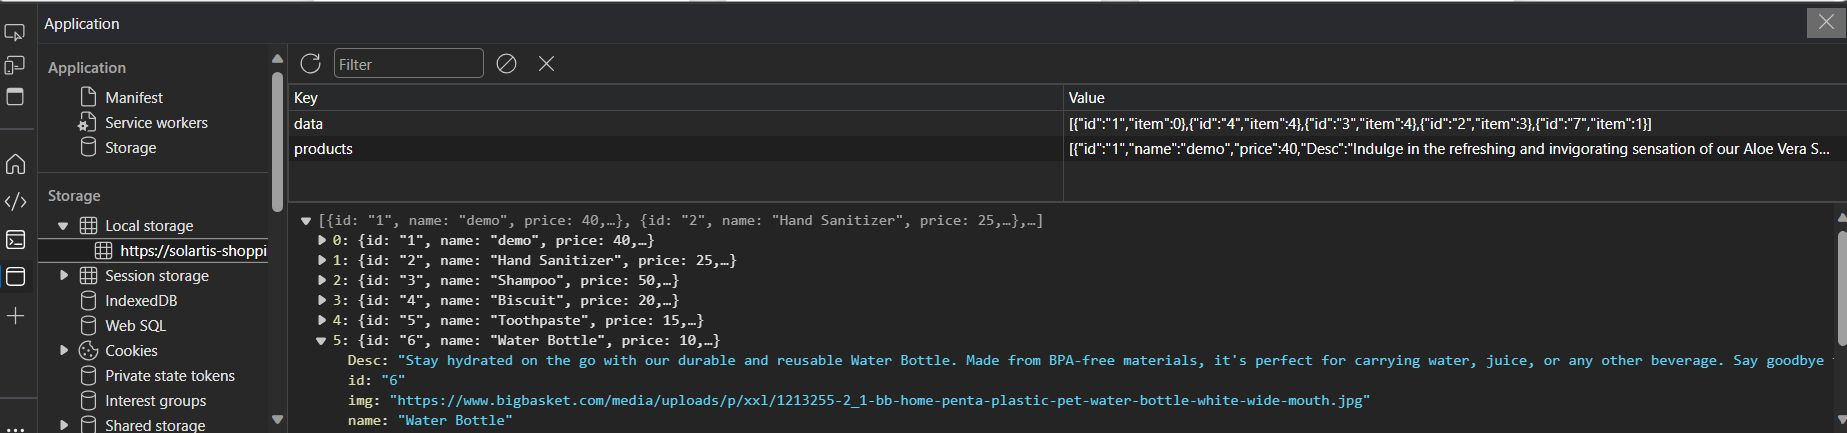 Application
Application
Manifest
Service workers
Storage
Storage
Local storage
https://solartis-shoppi
Session storage
IndexedDB
Web SQL
Cookies
Private state tokens
Interest groups
Shared storage
Filter
Key Value
data [{"id":"1","item":0},{"id":"4","item":4},{"id":"3","item":4},{"id":"2","item":3},{"id":"7","item":1}]
products [{"id":"1","name":"demo","price":40,"Desc":"Indulge in the refreshing and invigorating sensation of our Aloe Vera S...
[{id: "1", name: "demo", price: 40,…}, {id: "2", name: "Hand Sanitizer", price: 25,…},…]
0: {id: "1", name: "demo", price: 40,…}
1: {id: "2", name: "Hand Sanitizer", price: 25,…}
2: {id: "3", name: "Shampoo", price: 50,…}
3: {id: "4", name: "Biscuit", price: 20,…}
4: {id: "5", name: "Toothpaste", price: 15,…}
5: {id: "6", name: "Water Bottle", price: 10,…}
Desc: "Stay hydrated on the go with our durable and reusable Water Bottle. Made from BPA-free materials, it's perfect for carrying water, juice, or any other beverage. Say goodbye
id: "6"
img: "https://www.bigbasket.com/media/uploads/p/xxl/1213255-2_1-bb-home-penta-plastic-pet-water-bottle-white-wide-mouth.jpg"
name: "Water Bottle"